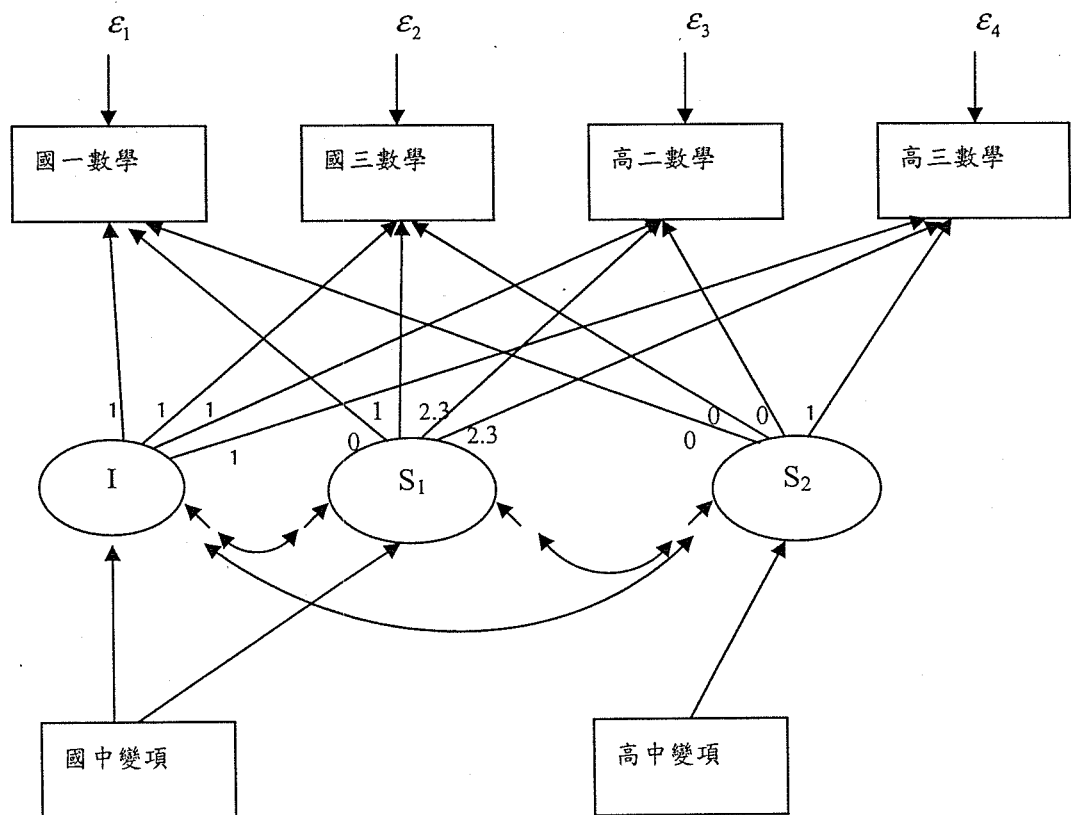 ε1 ε2 ε3 ε4
國一數學 國三數學 高二數學 高三數學
1 1 1 1 2.3 0 0 1
1 0 2.3 0
I S1 S2
國中變項 高中變項